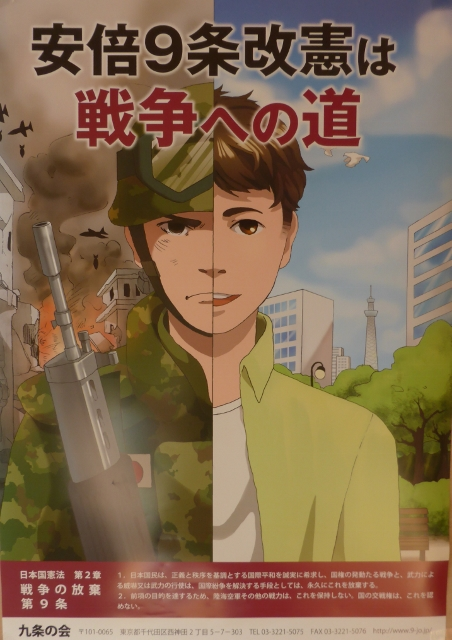 安倍9条改憲は
戦争への道
日本国憲法 第2章
戦争の放棄
第9条
1．日本国民は、正義と秩序を基調とする国際平和を誠実に希求し、国権の発動たる戦争と、武力によ
る威嚇又は武力の行使は、国際紛争を解決する手段としては、永久にこれを放棄する。
2．前項の目的を達するため、陸海空軍その他の戦力は、これを保持しない。国の交戦権は、これを認
めない。
九条の会 〒101-0065 東京都千代田区西神田2丁目5-7-303 TEL 03-3221-5075 FAX 03-3221-5076 http://www.9-jo.jp/